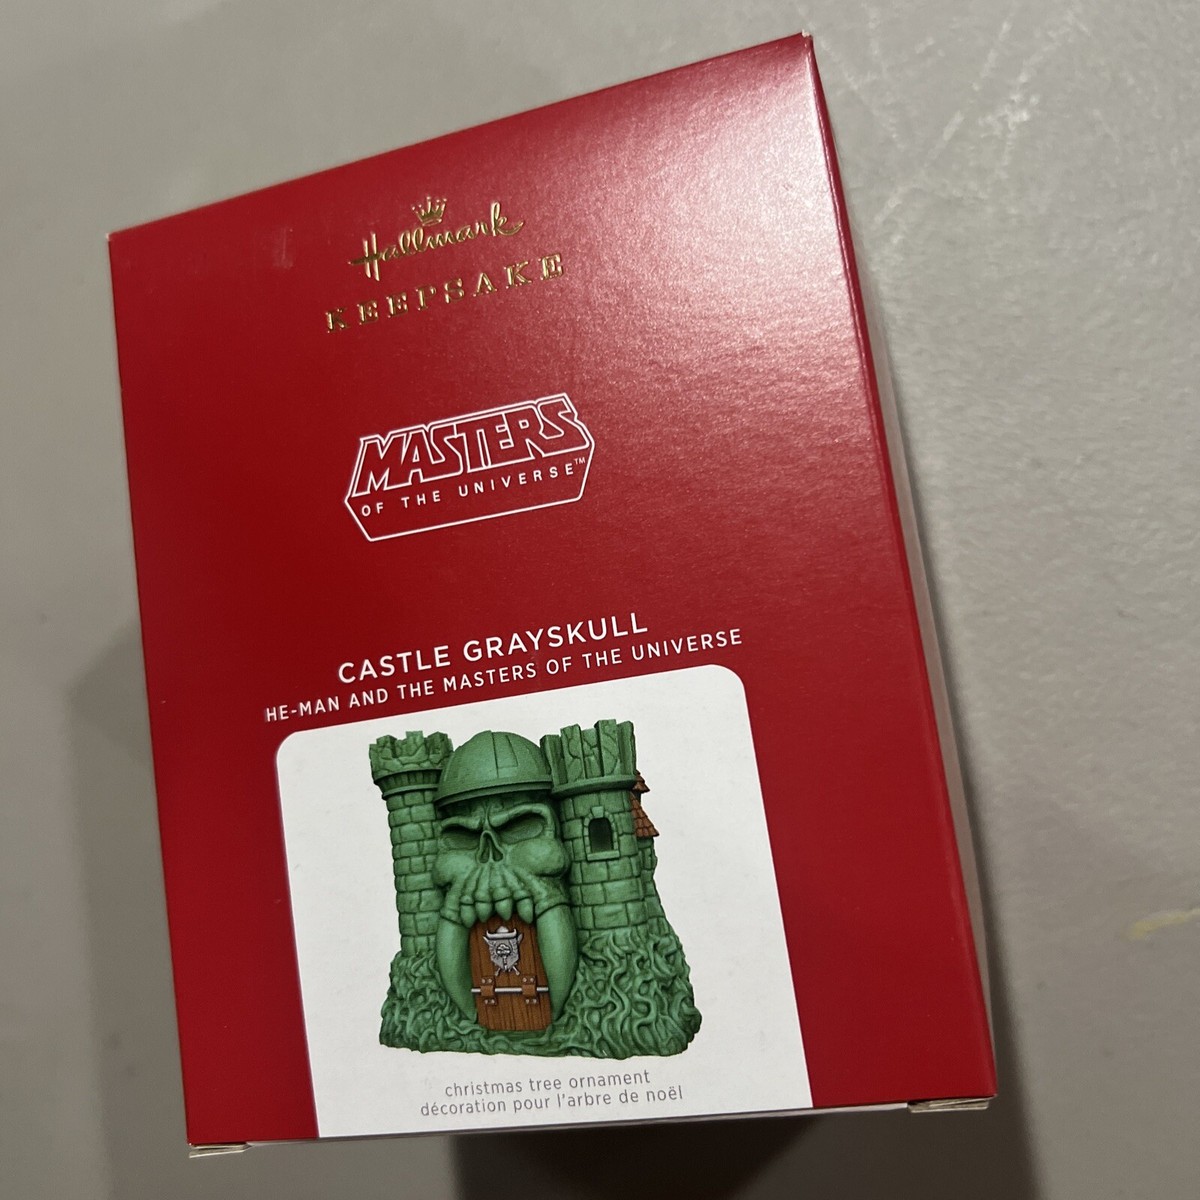 Hallmark
KEEPSAKE
MASTERS
OF THE UNIVERSE™
CASTLE GRAYSKULL
HE-MAN AND THE MASTERS OF THE UNIVERSE
christmas tree ornament
décoration pour l'arbre de noël